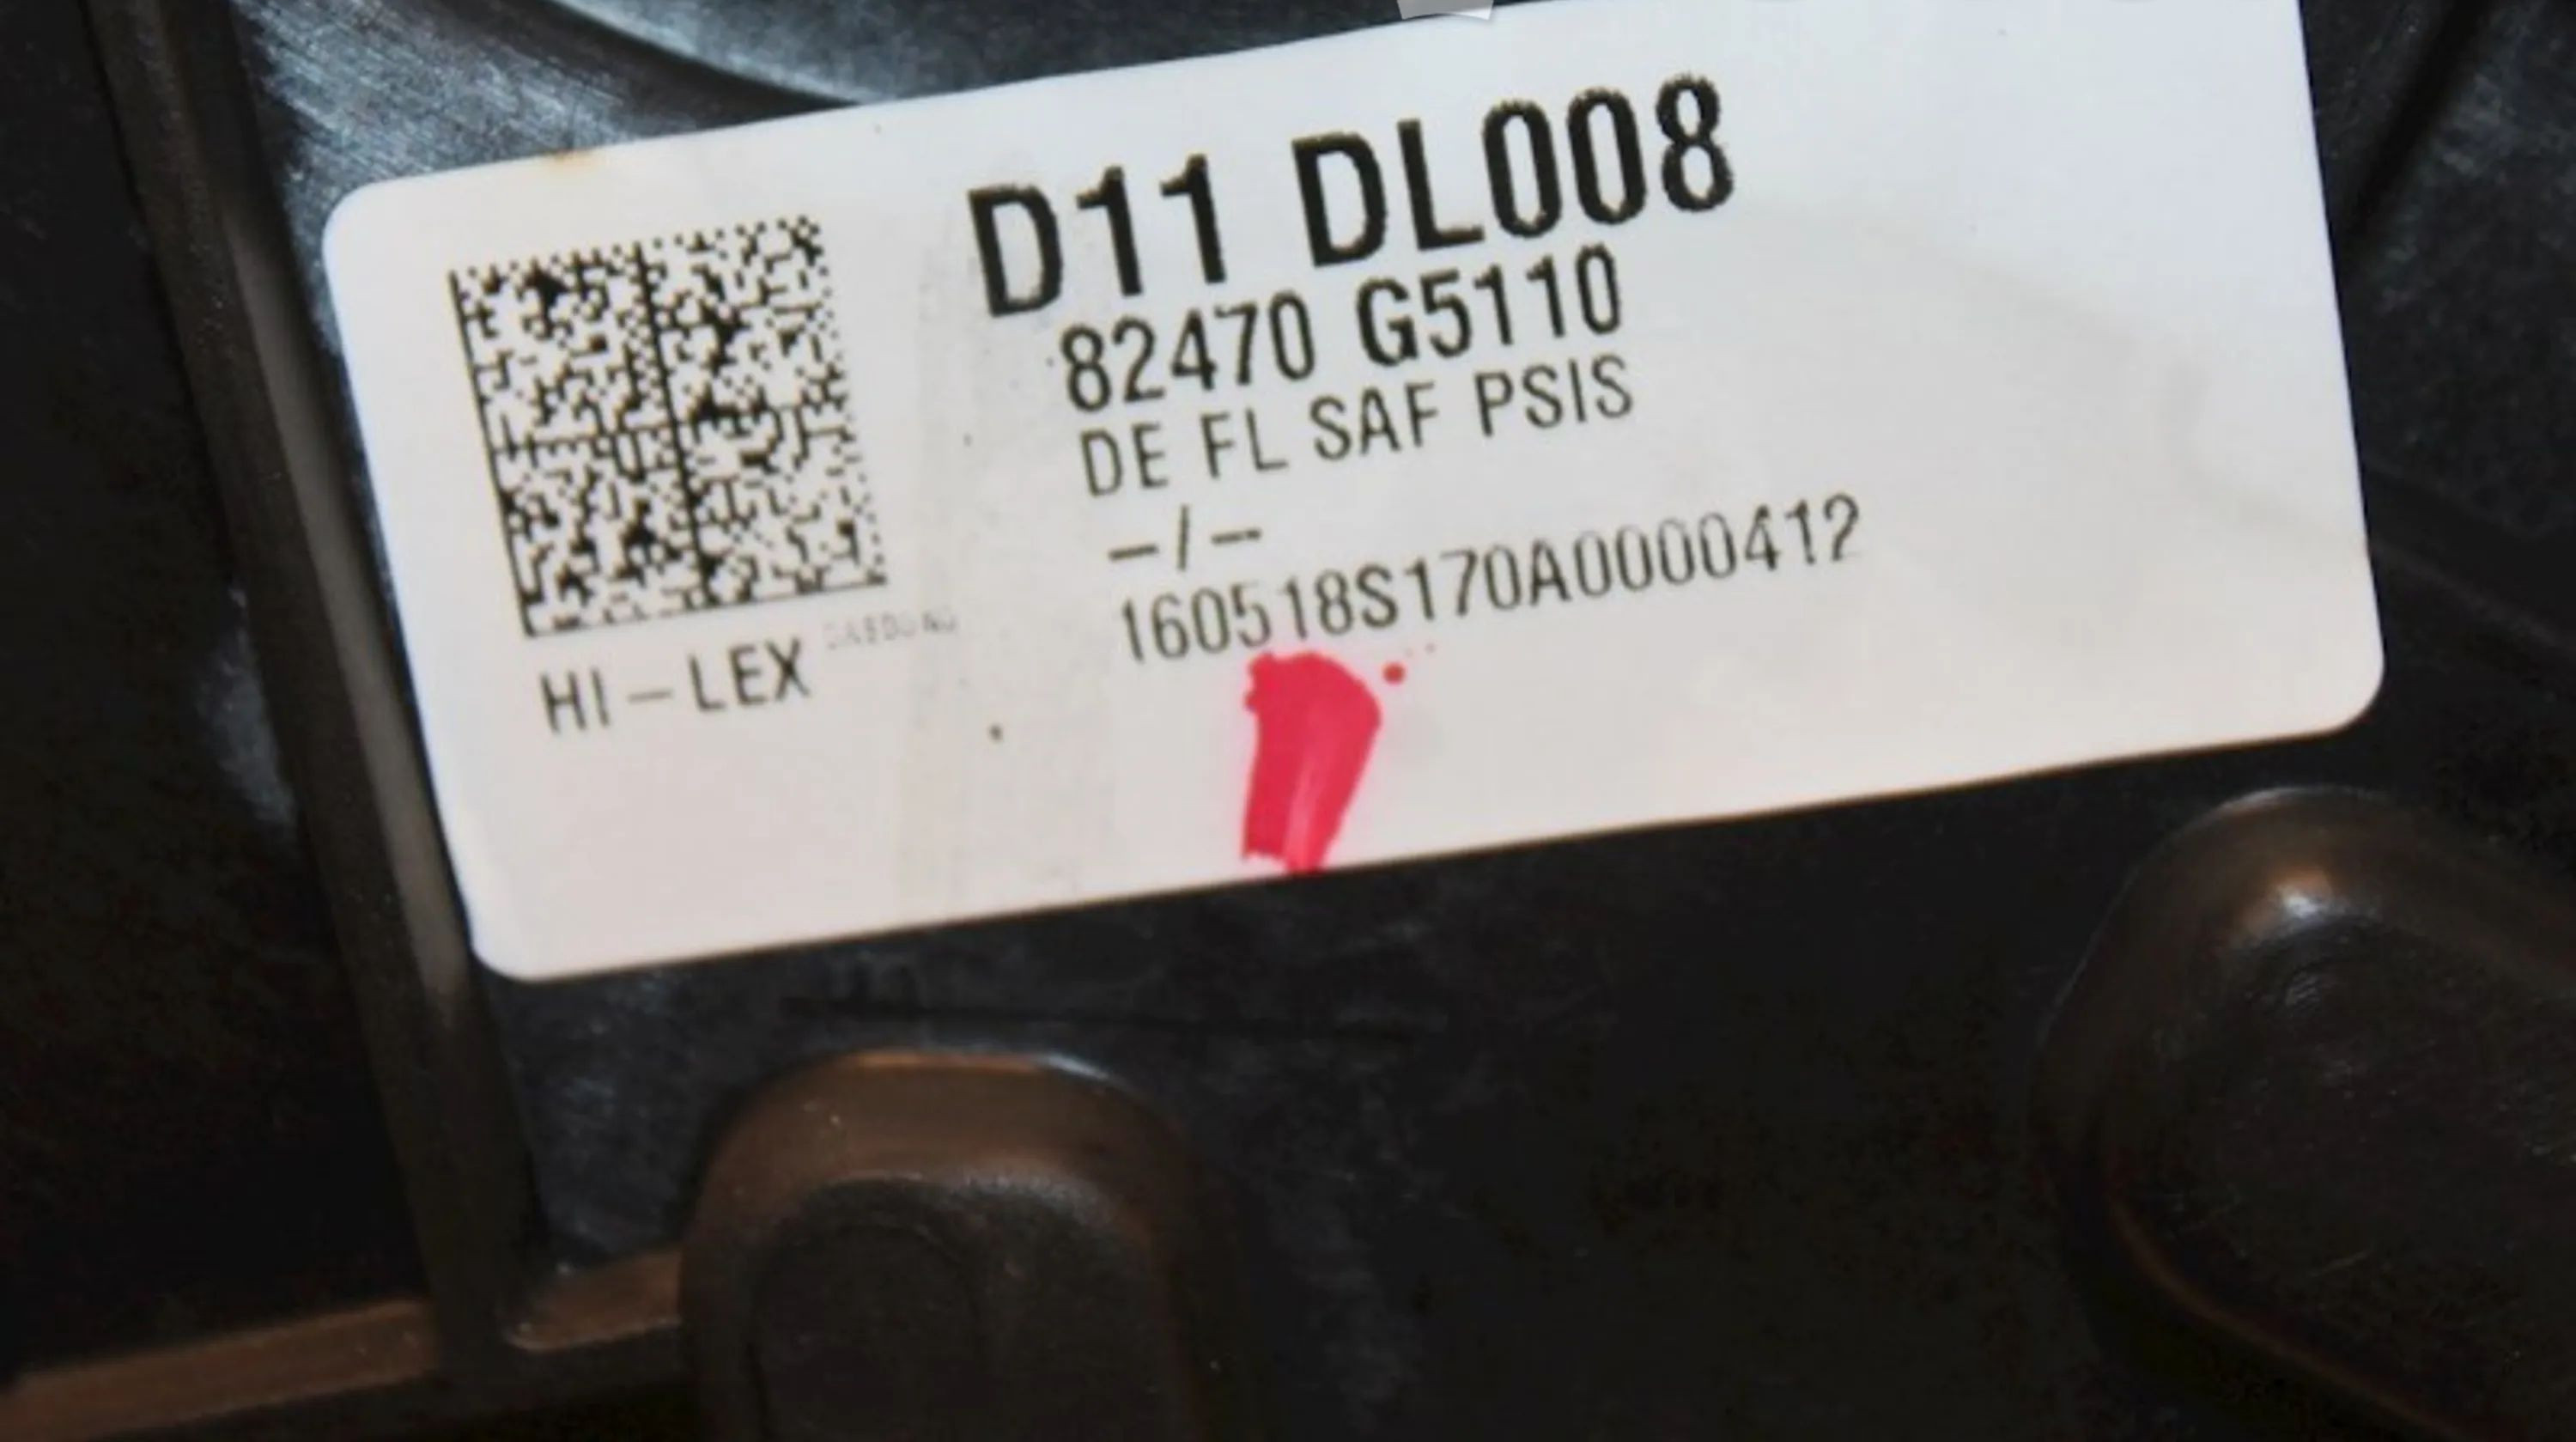 D11 DL008
82470 G5110
DE FL SAF PSIS
-/-
160518S170A0000412
HI-LEX